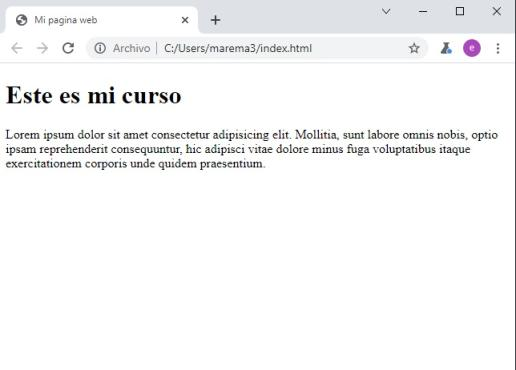 Mi pagina web
Archivo | C:/Users/marema3/index.html
e
Este es mi curso
Lorem ipsum dolor sit amet consectetur adipisicing elit. Mollitia, sunt labore omnis nobis, optio
ipsam reprehenderit consequuntur, hic adipisci vitae dolore minus fuga voluptatibus itaque
exercitationem corporis unde quidem praesentium.